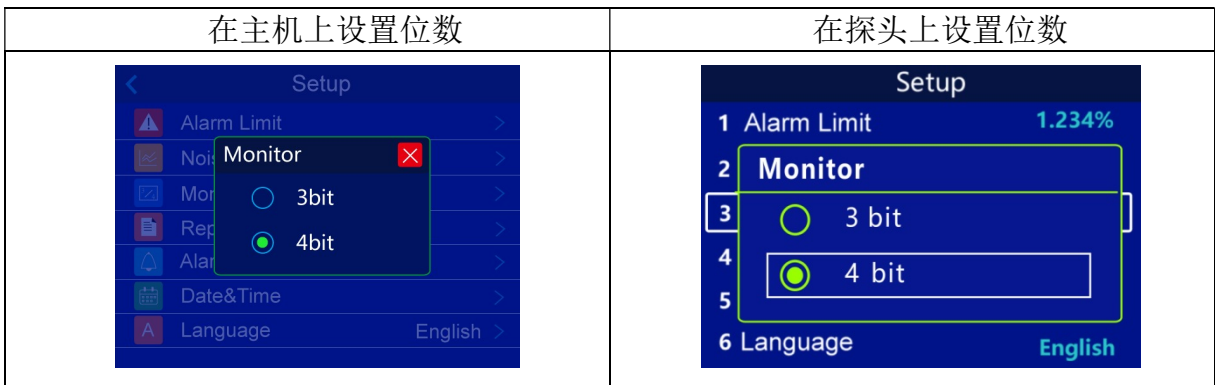 在主机上设置位数
在探头上设置位数
Setup
Alarm Limit
Noi
Monitor
Mor
3bit
Rep
4bit
Alar
Date&Time
A Language English
Setup
1 Alarm Limit 1.234%
2 Monitor
3 3 bit
4 4 bit
5
6 Language English